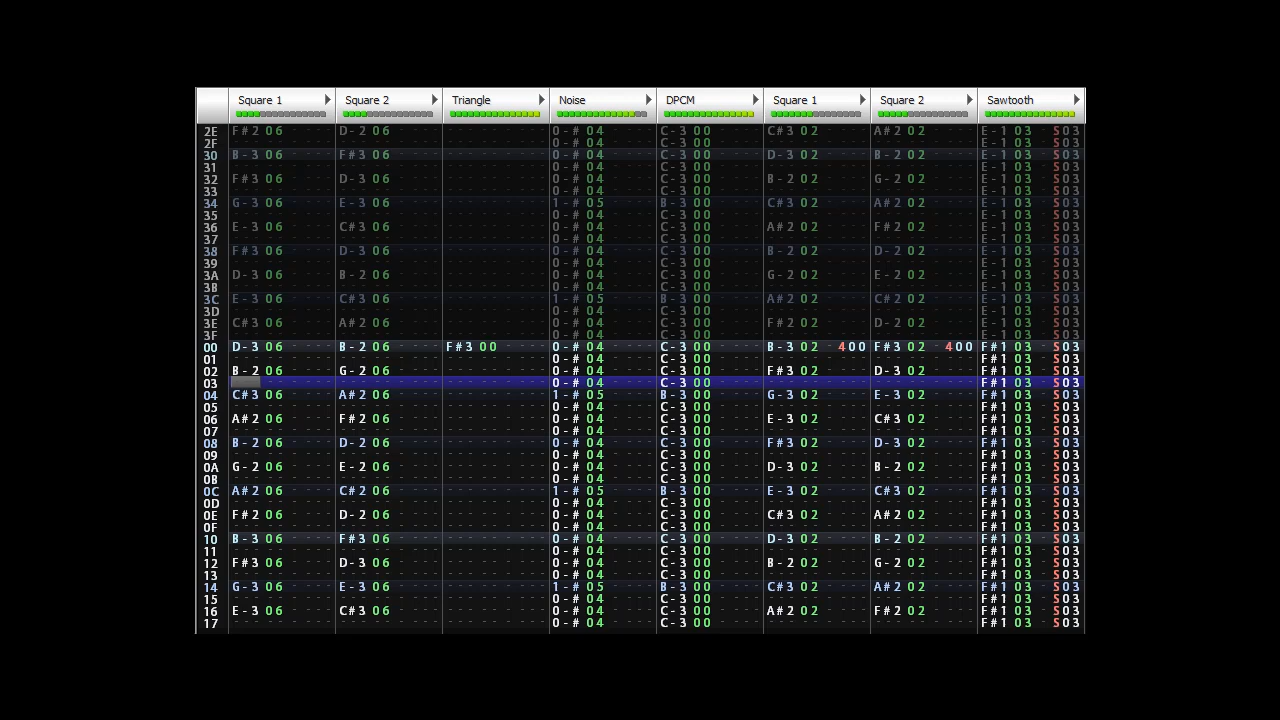 Square 1 Square 2 Triangle Noise DPCM Square 1 Square 2 Sawtooth
2E F#2 06 D-2 06 0-# 04 C-3 00 C#3 02 A#2 02 E-1 03 S03
2F 0-# 04 C-3 00 E-1 03 S03
30 B-3 06 F#3 06 0-# 04 C-3 00 D-3 02 B-2 02 E-1 03 S03
31 0-# 04 C-3 00 E-1 03 S03
32 F#3 06 D-3 06 0-# 04 C-3 00 B-2 02 G-2 02 E-1 03 S03
33 0-# 04 C-3 00 E-1 03 S03
34 G-3 06 E-3 06 1-# 05 B-3 00 C#3 02 A#2 02 E-1 03 S03
35 0-# 04 C-3 00 E-1 03 S03
36 E-3 06 C#3 06 0-# 04 C-3 00 A#2 02 F#2 02 E-1 03 S03
37 0-# 04 C-3 00 E-1 03 S03
38 F#3 06 D-3 06 0-# 04 C-3 00 B-2 02 D-2 02 E-1 03 S03
39 0-# 04 C-3 00 E-1 03 S03
3A D-3 06 B-2 06 0-# 04 C-3 00 G-2 02 E-2 02 E-1 03 S03
3B 0-# 04 C-3 00 E-1 03 S03
3C E-3 06 C#3 06 1-# 05 B-3 00 A#2 02 C#2 02 E-1 03 S03
3D 0-# 04 C-3 00 E-1 03 S03
3E C#3 06 A#2 06 0-# 04 C-3 00 F#2 02 D-2 02 E-1 03 S03
3F 0-# 04 C-3 00 E-1 03 S03
00 D-3 06 B-2 06 F#3 00 0-# 04 C-3 00 B-3 02 400 F#3 02 400 F#1 03 S03
01 0-# 04 C-3 00 F#1 03 S03
02 B-2 06 G-2 06 0-# 04 C-3 00 F#3 02 D-3 02 F#1 03 S03
03 0-# 04 C-3 00 F#1 03 S03
04 C#3 06 A#2 06 1-# 05 B-3 00 G-3 02 E-3 02 F#1 03 S03
05 0-# 04 C-3 00 F#1 03 S03
06 A#2 06 F#2 06 0-# 04 C-3 00 E-3 02 C#3 02 F#1 03 S03
07 0-# 04 C-3 00 F#1 03 S03
08 B-2 06 D-2 06 0-# 04 C-3 00 F#3 02 D-3 02 F#1 03 S03
09 0-# 04 C-3 00 F#1 03 S03
0A G-2 06 E-2 06 0-# 04 C-3 00 D-3 02 B-2 02 F#1 03 S03
0B 0-# 04 C-3 00 F#1 03 S03
0C A#2 06 C#2 06 1-# 05 B-3 00 E-3 02 C#3 02 F#1 03 S03
0D 0-# 04 C-3 00 F#1 03 S03
0E F#2 06 D-2 06 0-# 04 C-3 00 C#3 02 A#2 02 F#1 03 S03
0F 0-# 04 C-3 00 F#1 03 S03
10 B-3 06 F#3 06 0-# 04 C-3 00 D-3 02 B-2 02 F#1 03 S03
11 0-# 04 C-3 00 F#1 03 S03
12 F#3 06 D-3 06 0-# 04 C-3 00 B-2 02 G-2 02 F#1 03 S03
13 0-# 04 C-3 00 F#1 03 S03
14 G-3 06 E-3 06 1-# 05 B-3 00 C#3 02 A#2 02 F#1 03 S03
15 0-# 04 C-3 00 F#1 03 S03
16 E-3 06 C#3 06 0-# 04 C-3 00 A#2 02 F#2 02 F#1 03 S03
17 0-# 04 C-3 00 F#1 03 S03